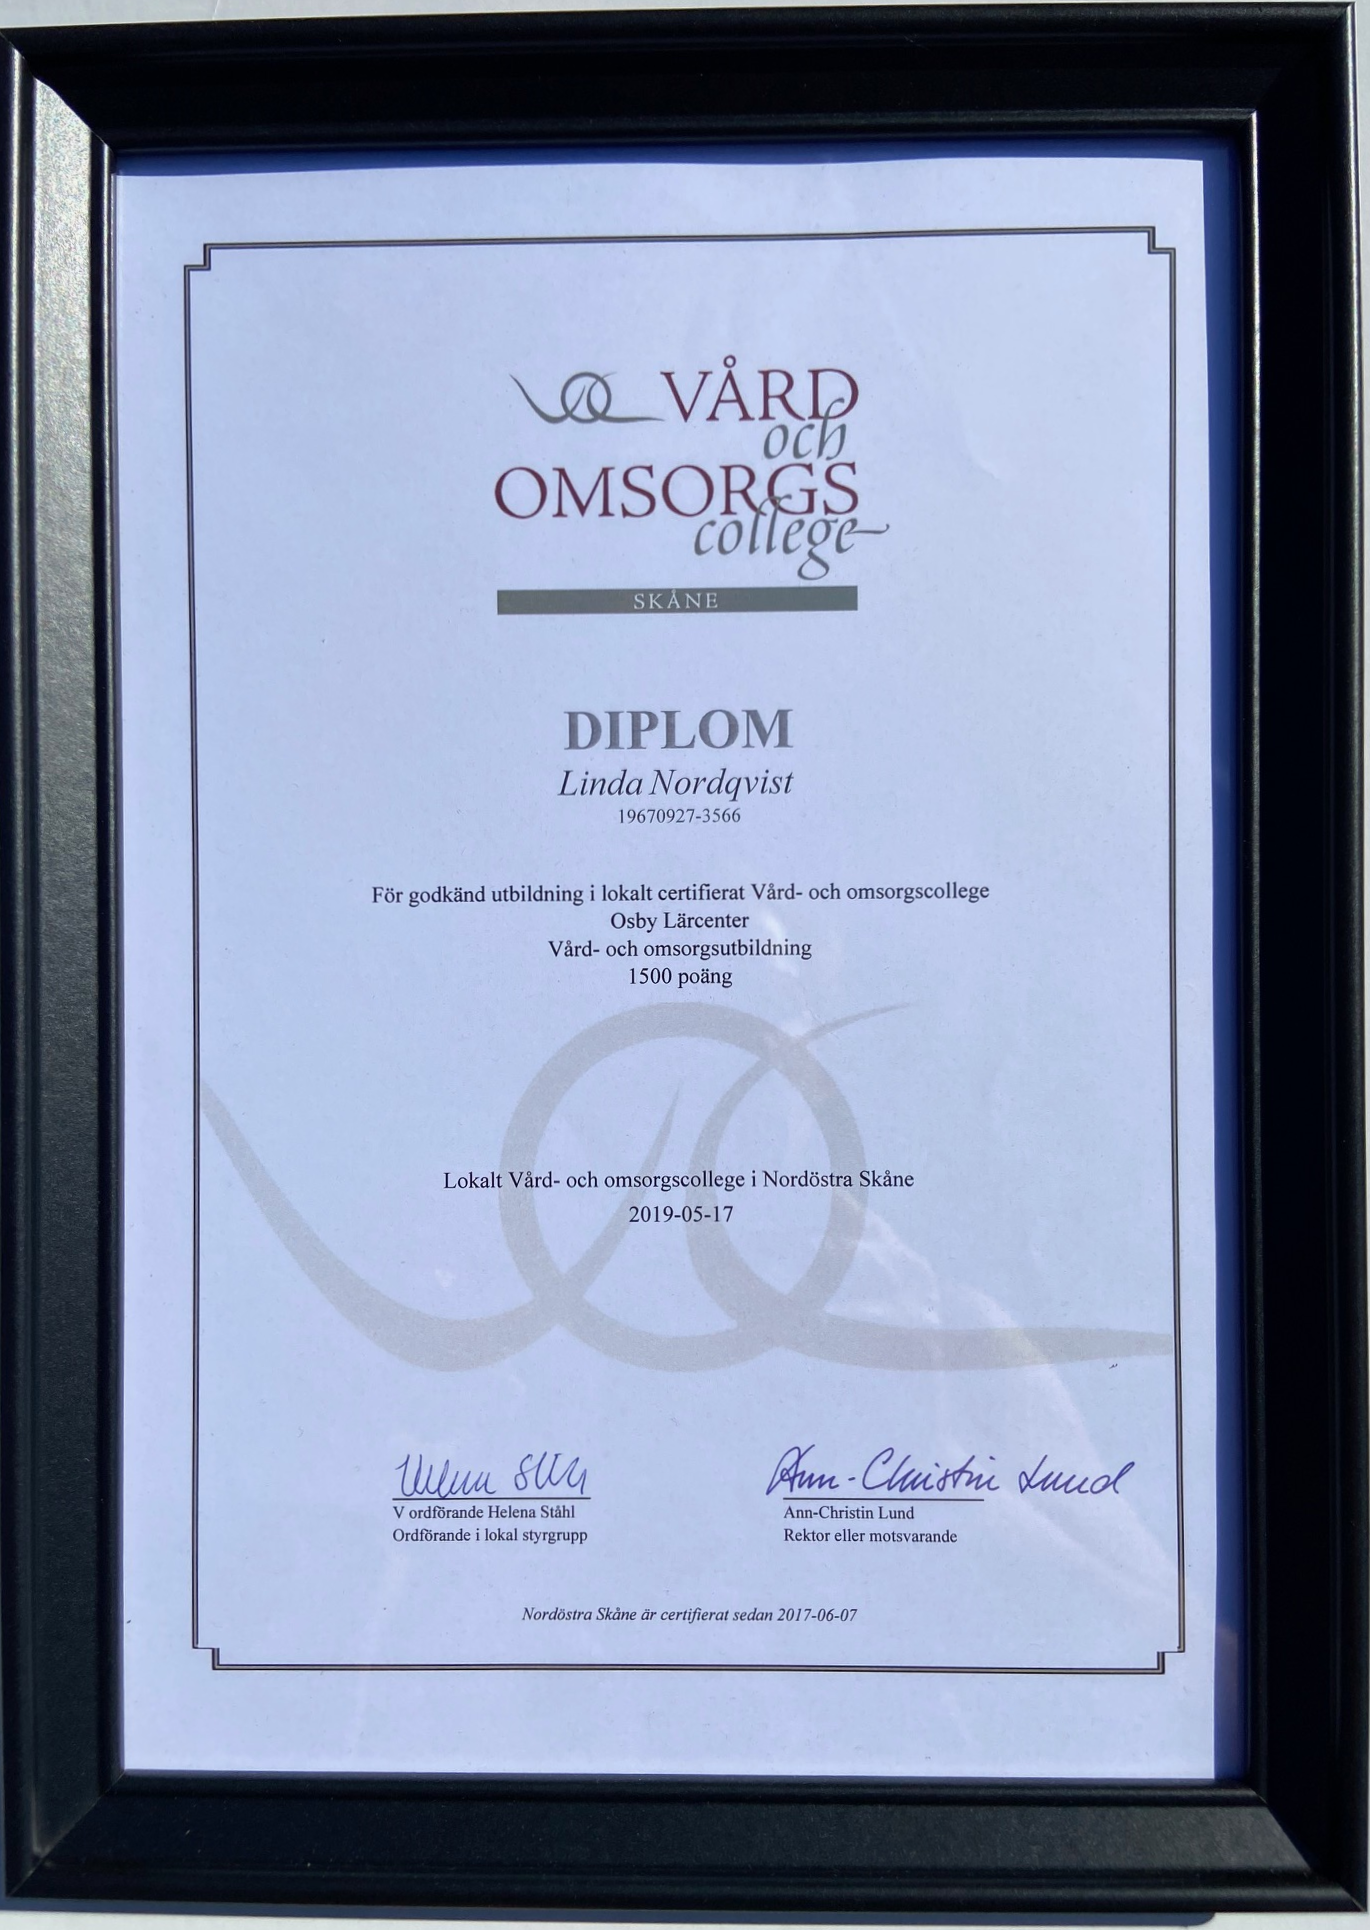 VÅRD
och
OMSORGS
college
SKÅNE
DIPLOM
Linda Nordqvist
19670927-3566
För godkänd utbildning i lokalt certifierat Vård- och omsorgscollege
Osby Lärcenter
Vård- och omsorgsutbildning
1500 poäng
Lokalt Vård- och omsorgscollege i Nordöstra Skåne
2019-05-17
Helena Ståhl
Ann-Christin Lund
V ordförande Helena Ståhl
Ordförande i lokal styrgrupp
Ann-Christin Lund
Rektor eller motsvarande
Nordöstra Skåne är certifierat sedan 2017-06-07